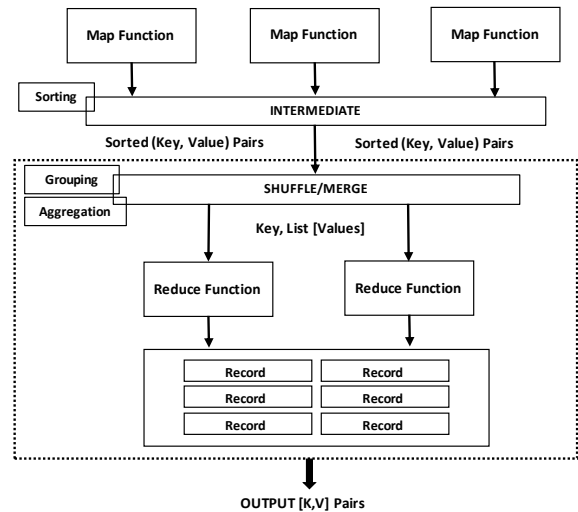 Map Function
Map Function
Map Function
Sorting
INTERMEDIATE
Sorted (Key, Value) Pairs
Sorted (Key, Value) Pairs
Grouping
SHUFFLE/MERGE
Aggregation
Key, List [Values]
Reduce Function
Reduce Function
Record
Record
Record
Record
Record
Record
OUTPUT [K,V] Pairs